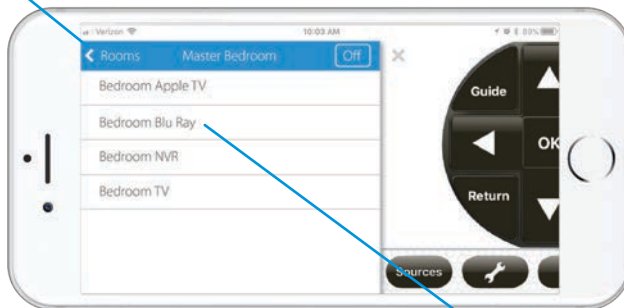 Verizon 10:03 AM
Rooms Master Bedroom Off
Bedroom Apple TV
Bedroom Blu Ray
Bedroom NVR
Bedroom TV
Guide
OK
Return
Sources